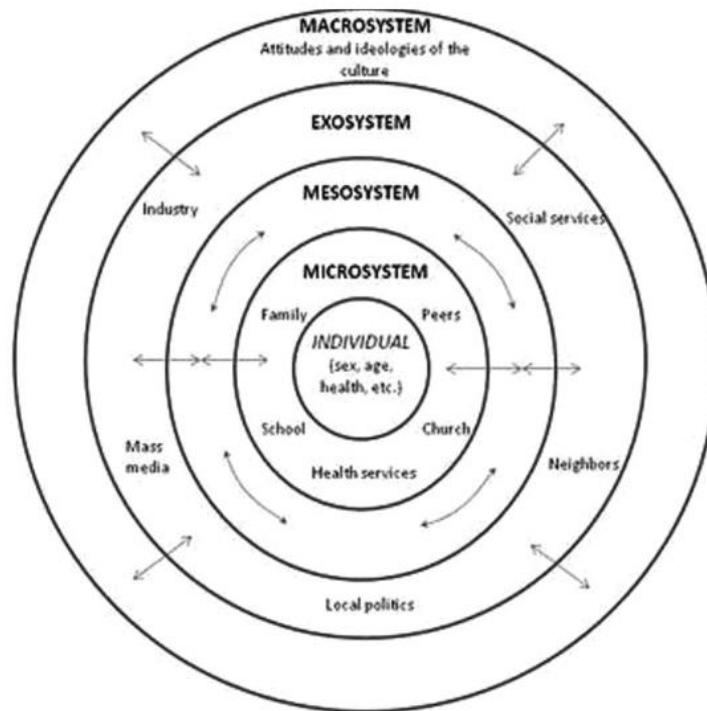 MACROSYSTEM
Attitudes and ideologies of the
culture
EXOSYSTEM
MESOSYSTEM
Industry
Social services
MICROSYSTEM
Family
Peers
INDIVIDUAL
{sex, age,
health, etc.}
School
Church
Mass
media
Health services
Neighbors
Local politics